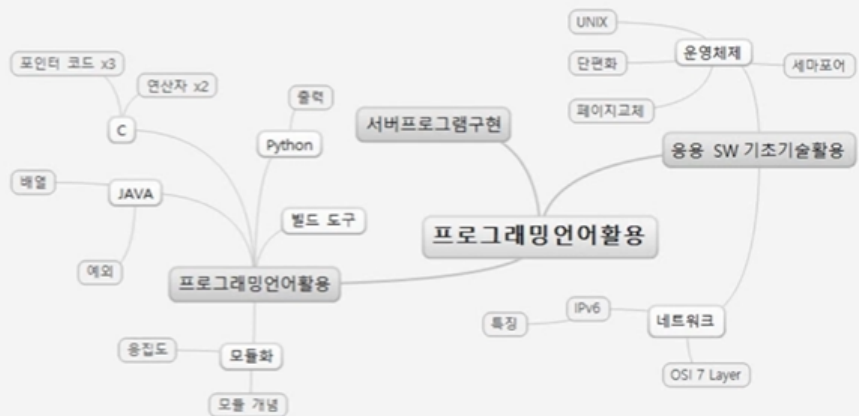 UNIX
운영체제
단편화
세마포어
페이지교체
포인터 코드 x3
연산자 x2
C
출력
Python
서버프로그램구현
응용 SW 기초기술활용
배열
JAVA
빌드 도구
프로그래밍언어활용
예외
프로그래밍언어활용
IPv6
특징
네트워크
응집도
모듈화
OSI 7 Layer
모듈 개념